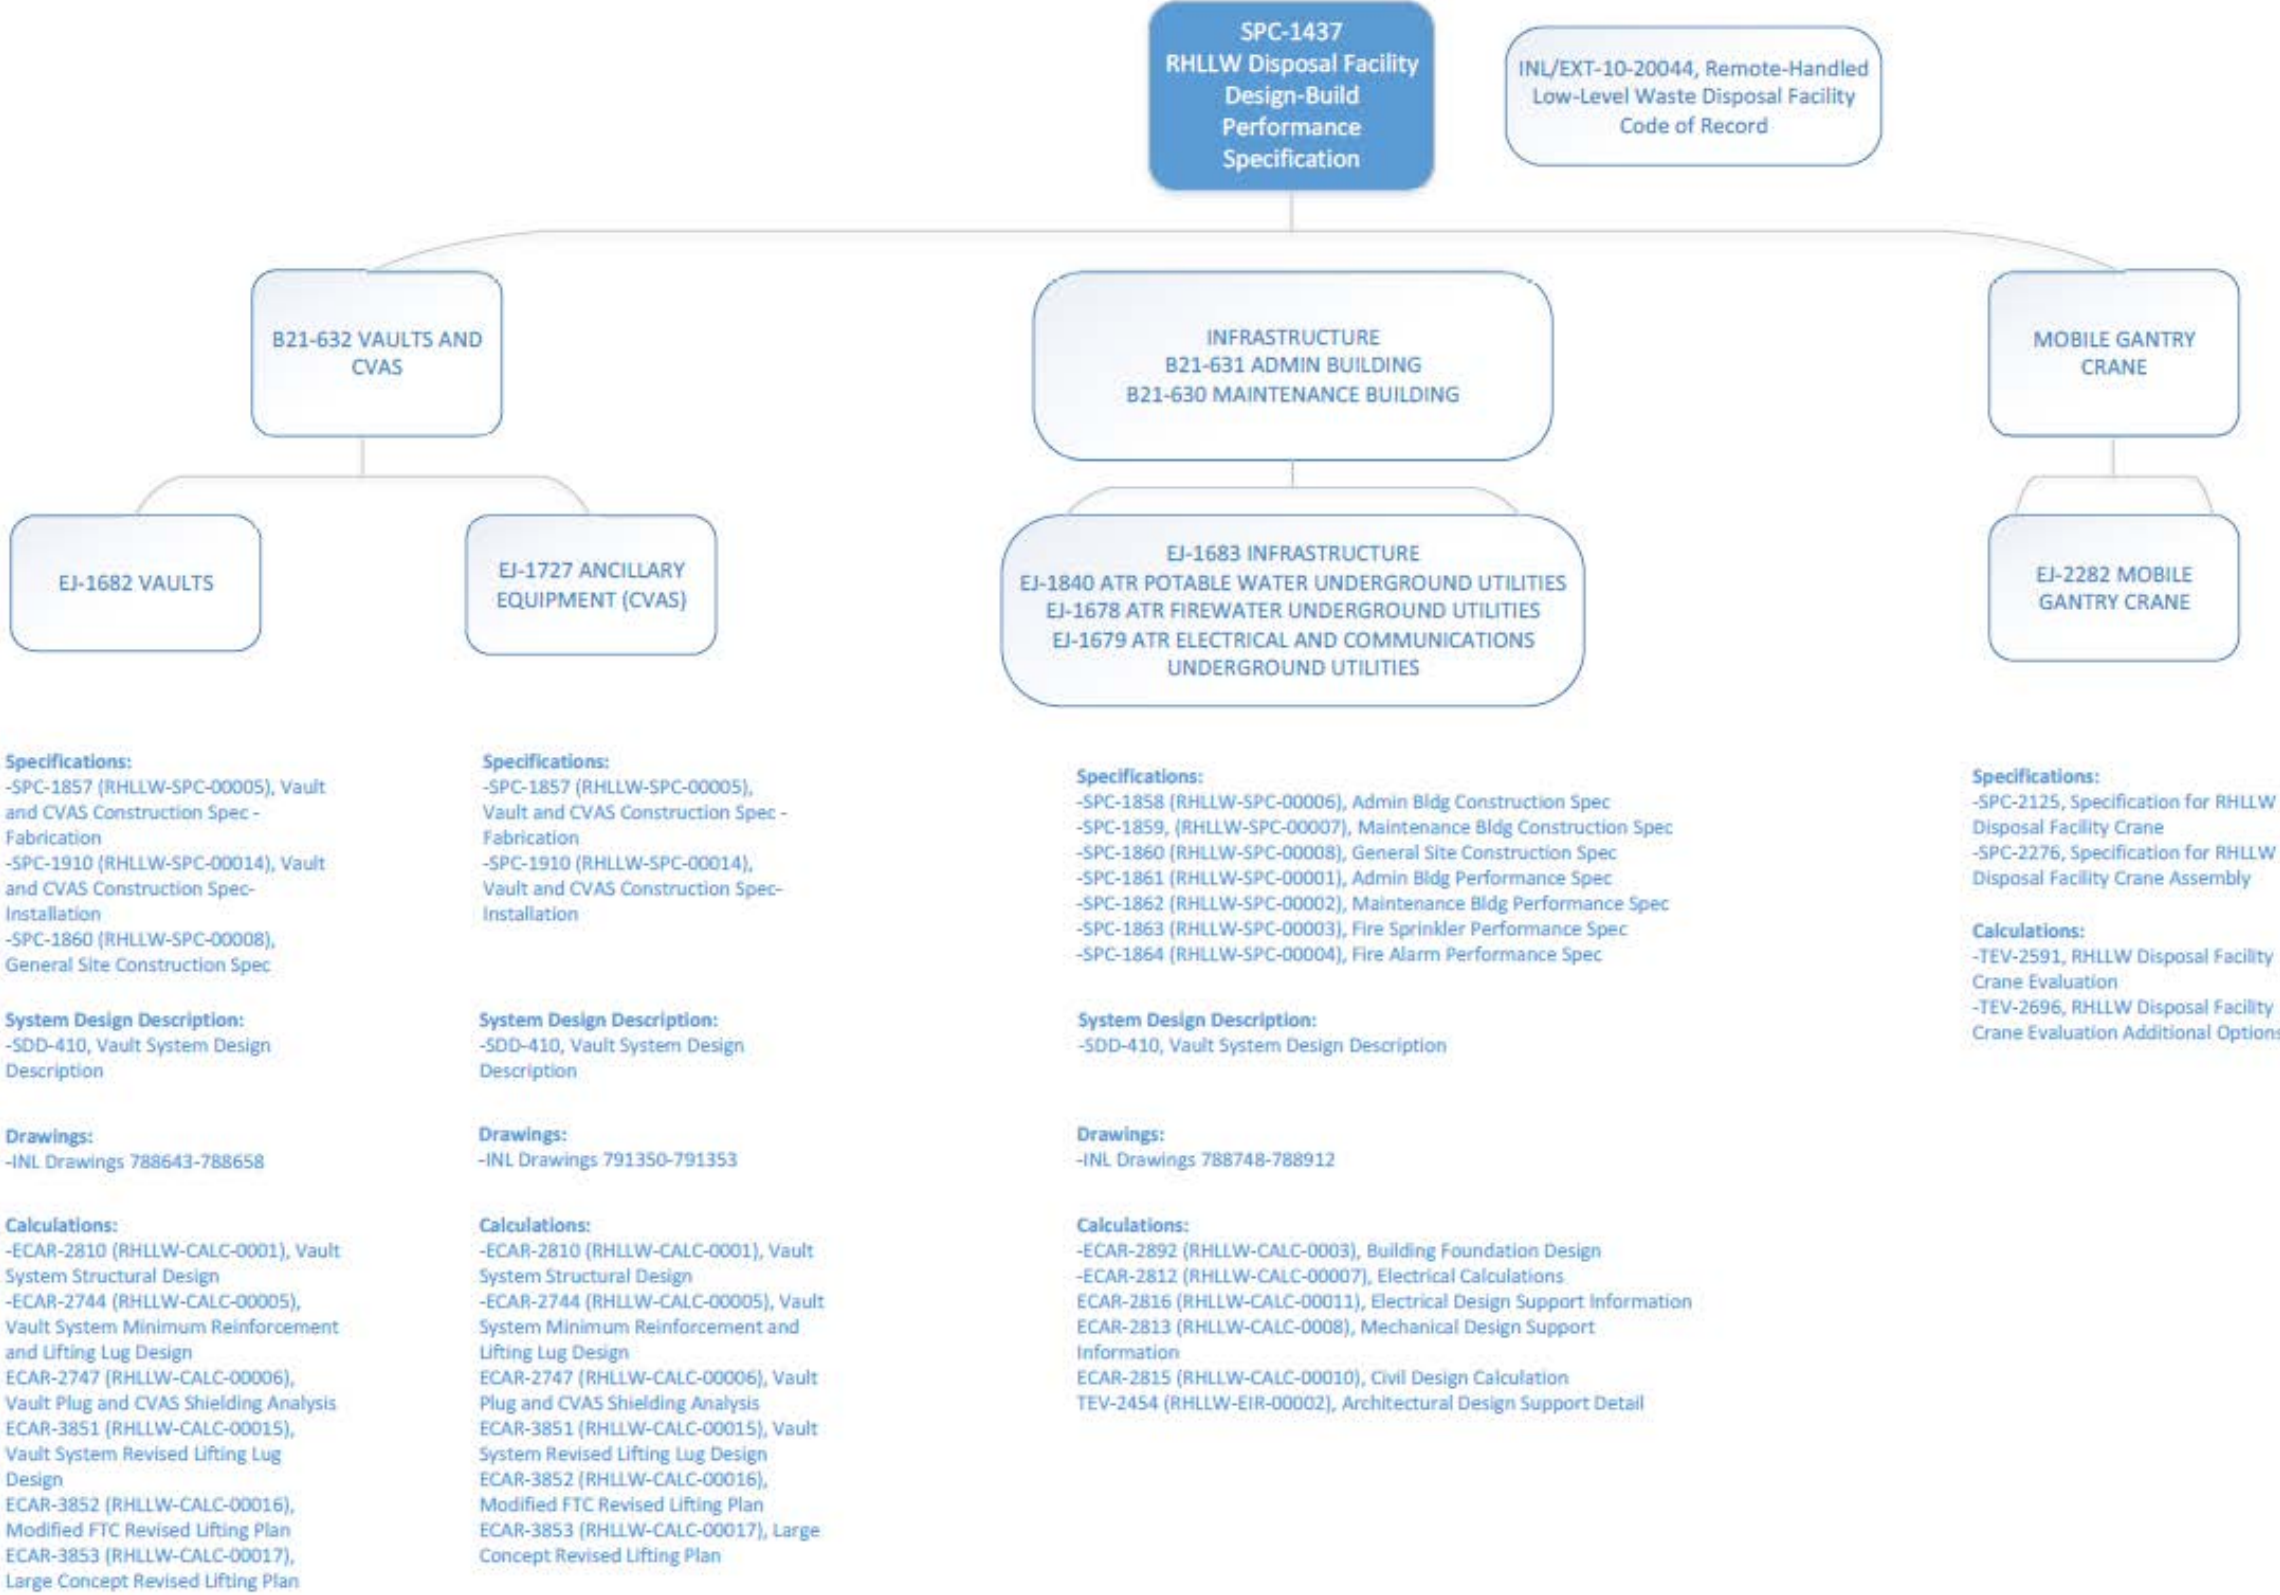 SPC-1437
RHLLW Disposal Facility
Design-Build
Performance
Specification
INL/EXT-10-20044, Remote-Handled
Low-Level Waste Disposal Facility
Code of Record
B21-632 VAULTS AND
CVAS
INFRASTRUCTURE
B21-631 ADMIN BUILDING
B21-630 MAINTENANCE BUILDING
MOBILE GANTRY
CRANE
EJ-1682 VAULTS
EJ-1727 ANCILLARY
EQUIPMENT (CVAS)
EJ-1683 INFRASTRUCTURE
EJ-1840 ATR POTABLE WATER UNDERGROUND UTILITIES
EJ-1678 ATR FIREWATER UNDERGROUND UTILITIES
EJ-1679 ATR ELECTRICAL AND COMMUNICATIONS
UNDERGROUND UTILITIES
EJ-2282 MOBILE
GANTRY CRANE
Specifications:
-SPC-1857 (RHLLW-SPC-00005), Vault
and CVAS Construction Spec -
Fabrication
-SPC-1910 (RHLLW-SPC-00014), Vault
and CVAS Construction Spec-
Installation
-SPC-1860 (RHLLW-SPC-00008),
General Site Construction Spec
System Design Description:
-SDD-410, Vault System Design
Description
Drawings:
-INL Drawings 788643-788658
Calculations:
-ECAR-2810 (RHLLW-CALC-0001), Vault
System Structural Design
-ECAR-2744 (RHLLW-CALC-00005),
Vault System Minimum Reinforcement
and Lifting Lug Design
ECAR-2747 (RHLLW-CALC-00006),
Vault Plug and CVAS Shielding Analysis
ECAR-3851 (RHLLW-CALC-00015),
Vault System Revised Lifting Lug
Design
ECAR-3852 (RHLLW-CALC-00016),
Modified FTC Revised Lifting Plan
ECAR-3853 (RHLLW-CALC-00017),
Large Concept Revised Lifting Plan
Specifications:
-SPC-1857 (RHLLW-SPC-00005),
Vault and CVAS Construction Spec -
Fabrication
-SPC-1910 (RHLLW-SPC-00014),
Vault and CVAS Construction Spec-
Installation
System Design Description:
-SDD-410, Vault System Design
Description
Drawings:
-INL Drawings 791350-791353
Calculations:
-ECAR-2810 (RHLLW-CALC-0001), Vault
System Structural Design
-ECAR-2744 (RHLLW-CALC-00005), Vault
System Minimum Reinforcement and
Lifting Lug Design
ECAR-2747 (RHLLW-CALC-00006), Vault
Plug and CVAS Shielding Analysis
ECAR-3851 (RHLLW-CALC-00015), Vault
System Revised Lifting Lug Design
ECAR-3852 (RHLLW-CALC-00016),
Modified FTC Revised Lifting Plan
ECAR-3853 (RHLLW-CALC-00017), Large
Concept Revised Lifting Plan
Specifications:
-SPC-1858 (RHLLW-SPC-00006), Admin Bldg Construction Spec
-SPC-1859, (RHLLW-SPC-00007), Maintenance Bldg Construction Spec
-SPC-1860 (RHLLW-SPC-00008), General Site Construction Spec
-SPC-1861 (RHLLW-SPC-00001), Admin Bldg Performance Spec
-SPC-1862 (RHLLW-SPC-00002), Maintenance Bldg Performance Spec
-SPC-1863 (RHLLW-SPC-00003), Fire Sprinkler Performance Spec
-SPC-1864 (RHLLW-SPC-00004), Fire Alarm Performance Spec
System Design Description:
-SDD-410, Vault System Design Description
Drawings:
-INL Drawings 788748-788912
Calculations:
-ECAR-2892 (RHLLW-CALC-0003), Building Foundation Design
-ECAR-2812 (RHLLW-CALC-00007), Electrical Calculations
ECAR-2816 (RHLLW-CALC-00011), Electrical Design Support Information
ECAR-2813 (RHLLW-CALC-0008), Mechanical Design Support
Information
ECAR-2815 (RHLLW-CALC-00010), Civil Design Calculation
TEV-2454 (RHLLW-EIR-00002), Architectural Design Support Detail
Specifications:
-SPC-2125, Specification for RHLLW
Disposal Facility Crane
-SPC-2276, Specification for RHLLW
Disposal Facility Crane Assembly
Calculations:
-TEV-2591, RHLLW Disposal Facility
Crane Evaluation
-TEV-2696, RHLLW Disposal Facility
Crane Evaluation Additional Options